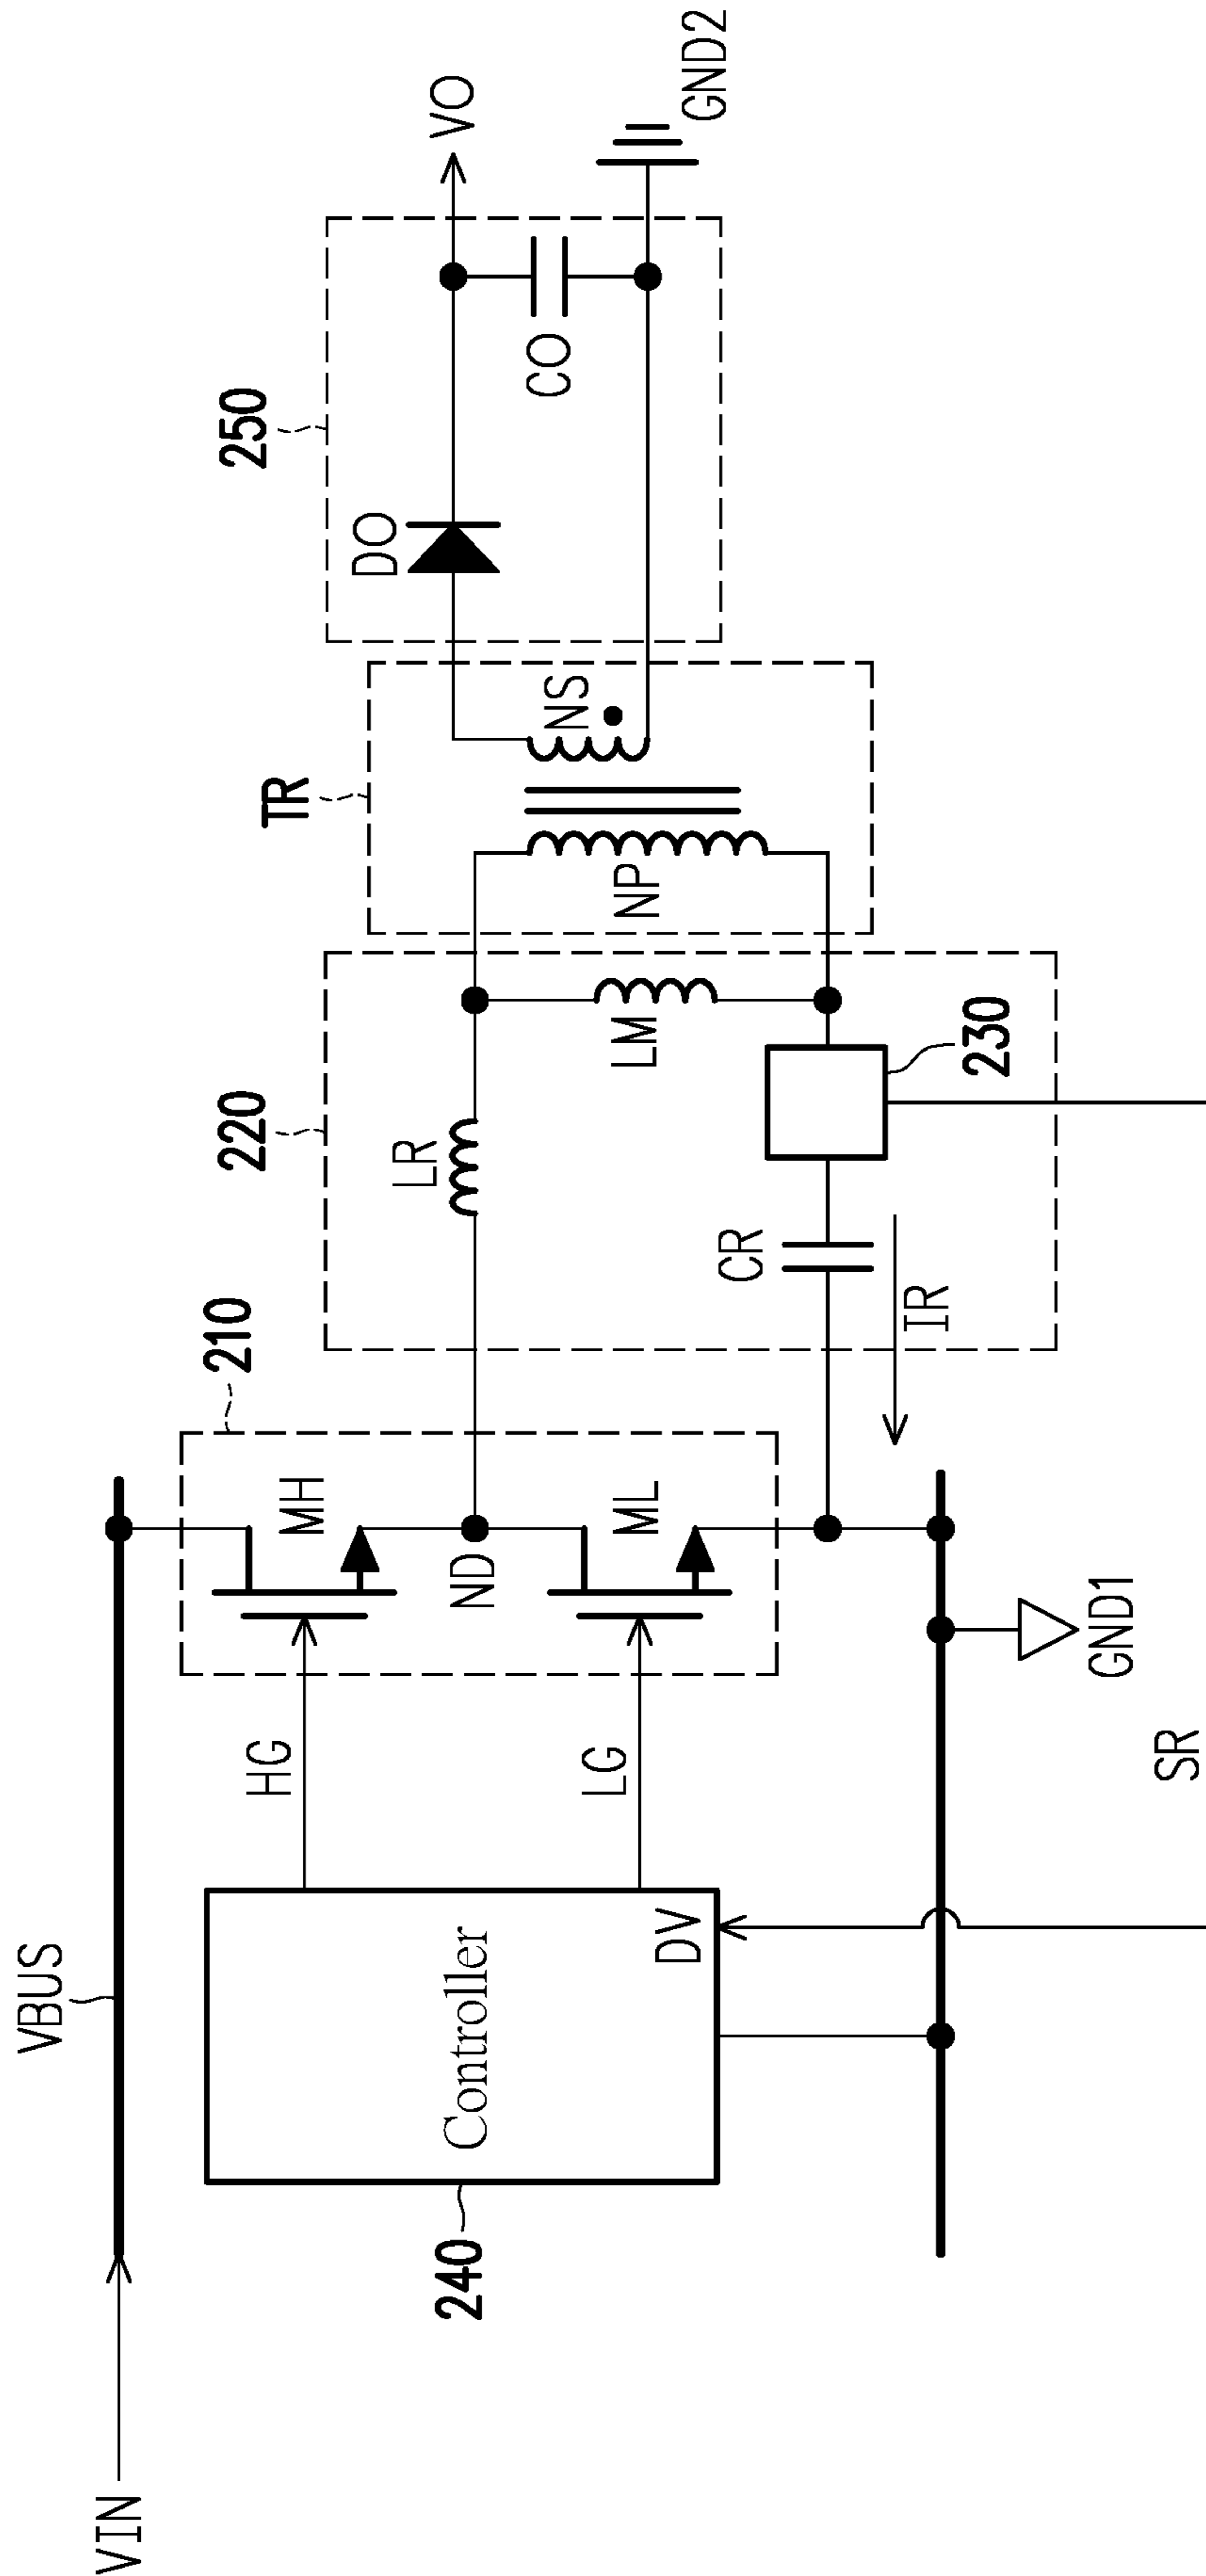 VIN
VBUS
240
Controller
DV
HG
LG
210
MH
ND
ML
GND1
SR
220
LR
LM
CR
IR
230
TR
NP
NS
250
DO
CO
VO
GND2